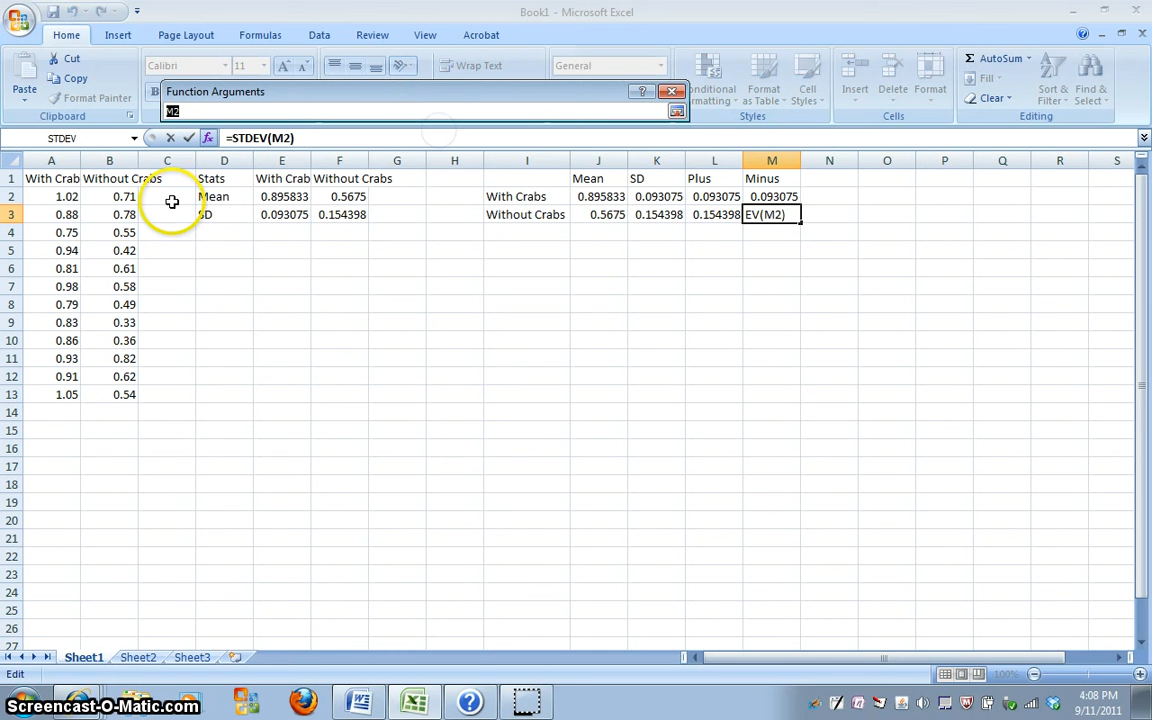 Book1 - Microsoft Excel
Home Insert Page Layout Formulas Data Review View Acrobat
Cut
Copy
Format Painter
Paste
Clipboard
Calibri 11
B
Wrap Text
General
Conditional Formatting
Format as Table
Cell Styles
Styles
Insert Delete Format
Cells
AutoSum
Fill
Clear
Sort & Filter
Find & Select
Editing
Function Arguments
M2
STDEV fx =STDEV(M2)
A B C D E F G H I J K L M N O P Q R S
1 With Crab Without Crabs Stats With Crab Without Crabs Mean SD Plus Minus
2 1.02 0.71 Mean 0.895833 0.5675 With Crabs 0.895833 0.093075 0.093075 0.093075
3 0.88 0.78 SD 0.093075 0.154398 Without Crabs 0.5675 0.154398 0.154398 EV(M2)
4 0.75 0.55
5 0.94 0.42
6 0.81 0.61
7 0.98 0.58
8 0.79 0.49
9 0.83 0.33
10 0.86 0.36
11 0.93 0.82
12 0.91 0.62
13 1.05 0.54
14
15
16
17
18
19
20
21
22
23
24
25
26
27
Sheet1 Sheet2 Sheet3
Edit 100%
Screencast-O-Matic.com
4:08 PM
9/11/2011